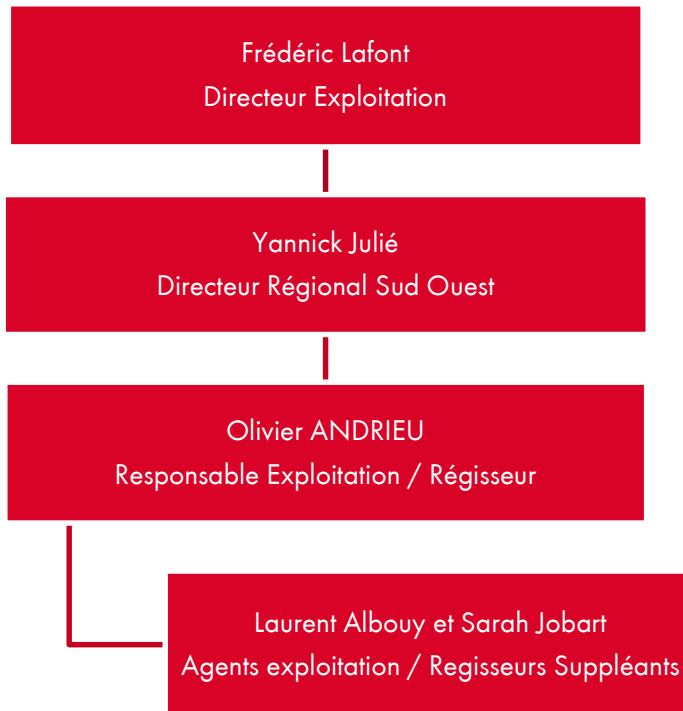 Frédéric Lafont
Directeur Exploitation
Yannick Julié
Directeur Régional Sud Ouest
Olivier ANDRIEU
Responsable Exploitation / Régisseur
Laurent Albouy et Sarah Jobart
Agents exploitation / Regisseurs Suppléants